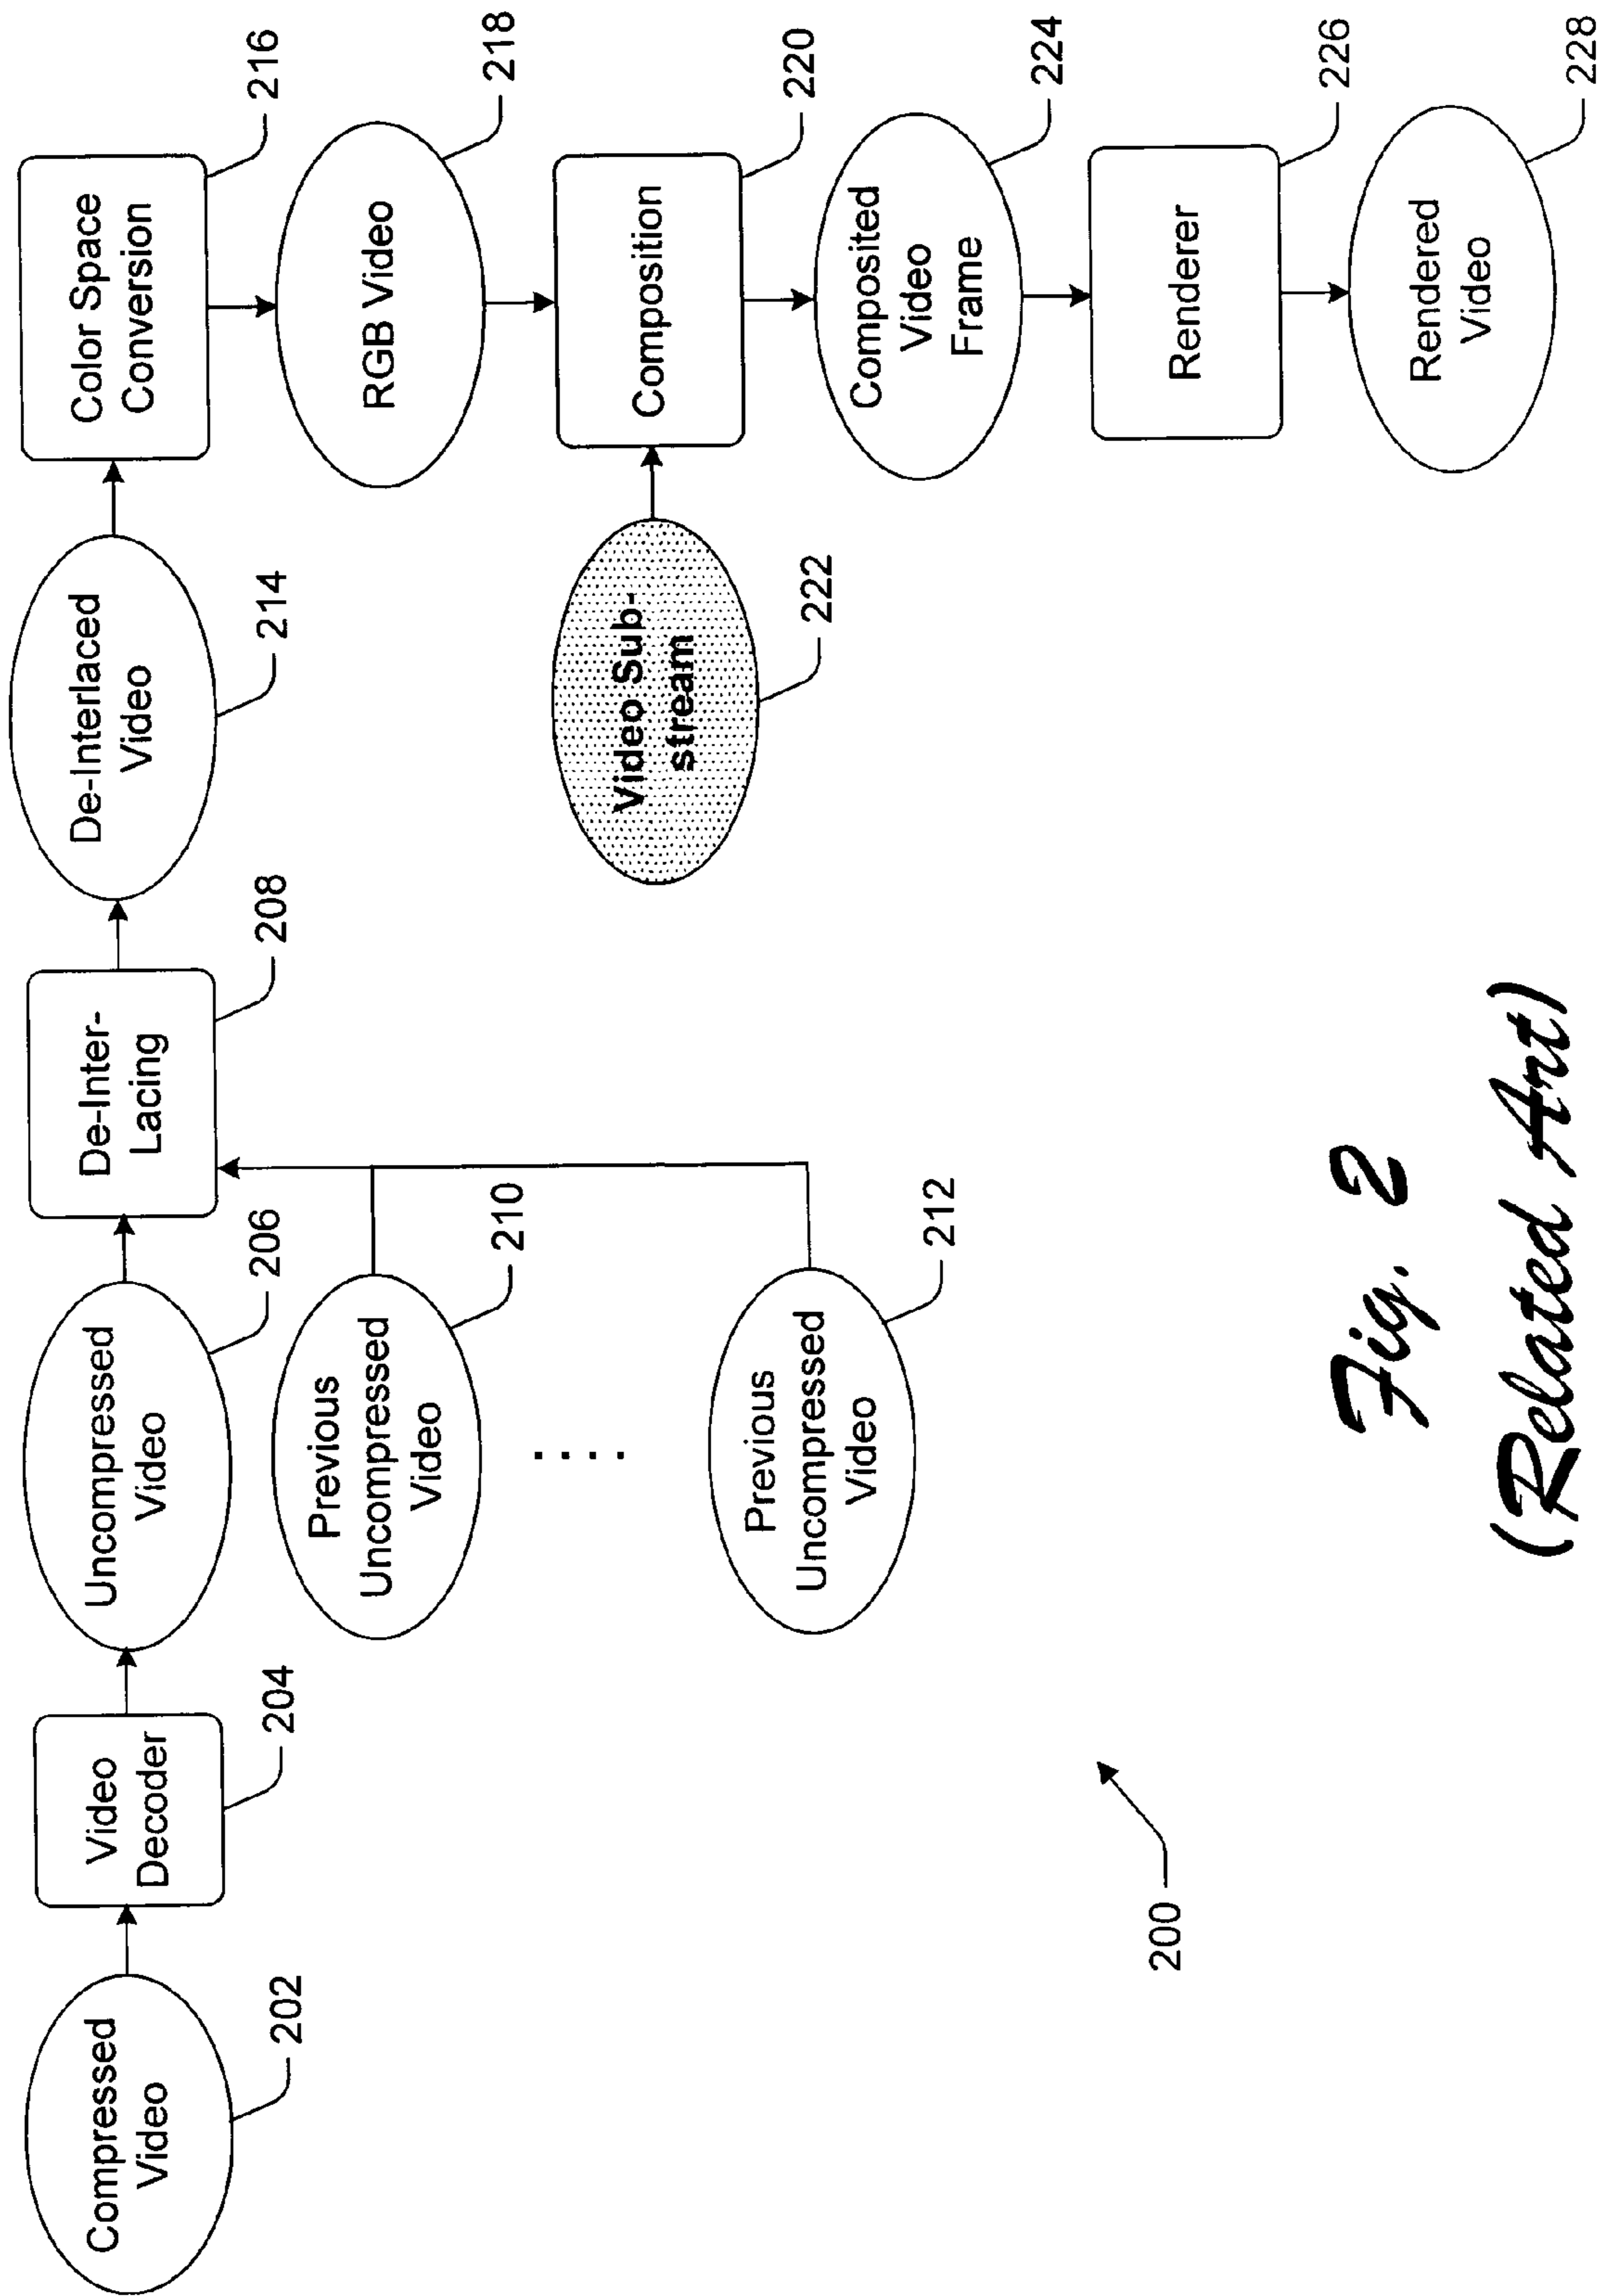 Compressed
Video
202
Video
Decoder
204
Uncompressed
Video
206
De-Inter-
Lacing
208
Previous
Uncompressed
Video
210
....
Previous
Uncompressed
Video
212
De-Interlaced
Video
214
Color Space
Conversion
216
RGB Video
218
Composition
220
Video Sub-
stream
222
Composited
Video
Frame
224
Renderer
226
Rendered
Video
228
200
Fig. 2
(Related Art)